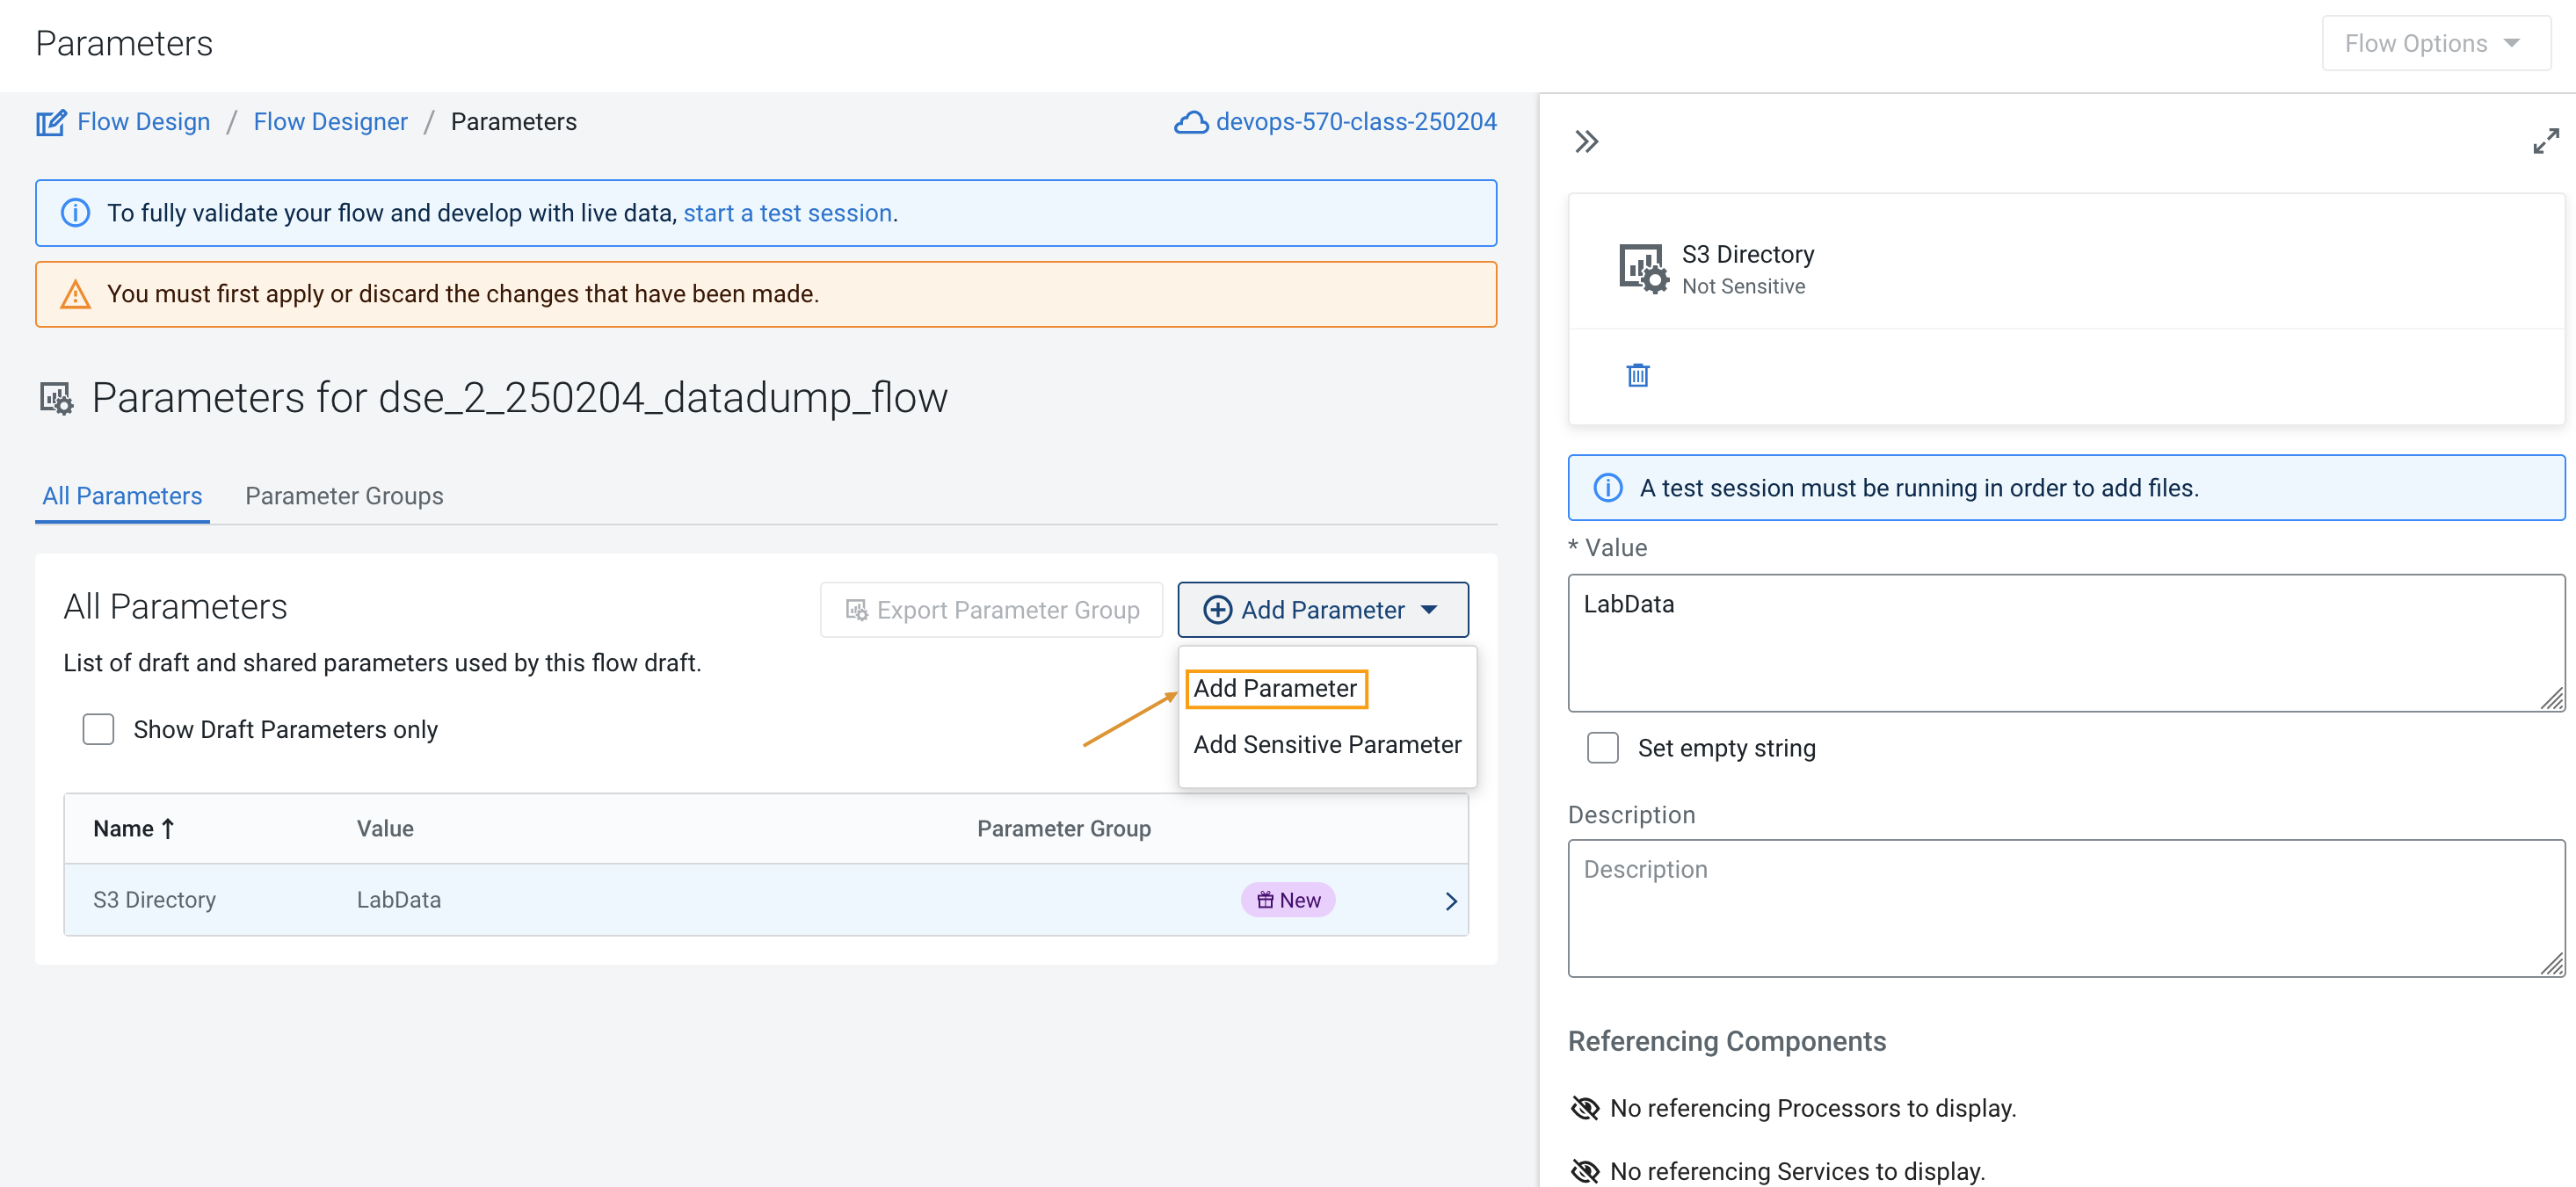 Parameters
Flow Options
Flow Design / Flow Designer / Parameters
devops-570-class-250204
To fully validate your flow and develop with live data, start a test session.
You must first apply or discard the changes that have been made.
Parameters for dse_2_250204_datadump_flow
All Parameters
Parameter Groups
All Parameters
Export Parameter Group
Add Parameter
List of draft and shared parameters used by this flow draft.
Add Parameter
Add Sensitive Parameter
Show Draft Parameters only
Name Value Parameter Group
S3 Directory LabData New
S3 Directory
Not Sensitive
A test session must be running in order to add files.
* Value
LabData
Set empty string
Description
Description
Referencing Components
No referencing Processors to display.
No referencing Services to display.